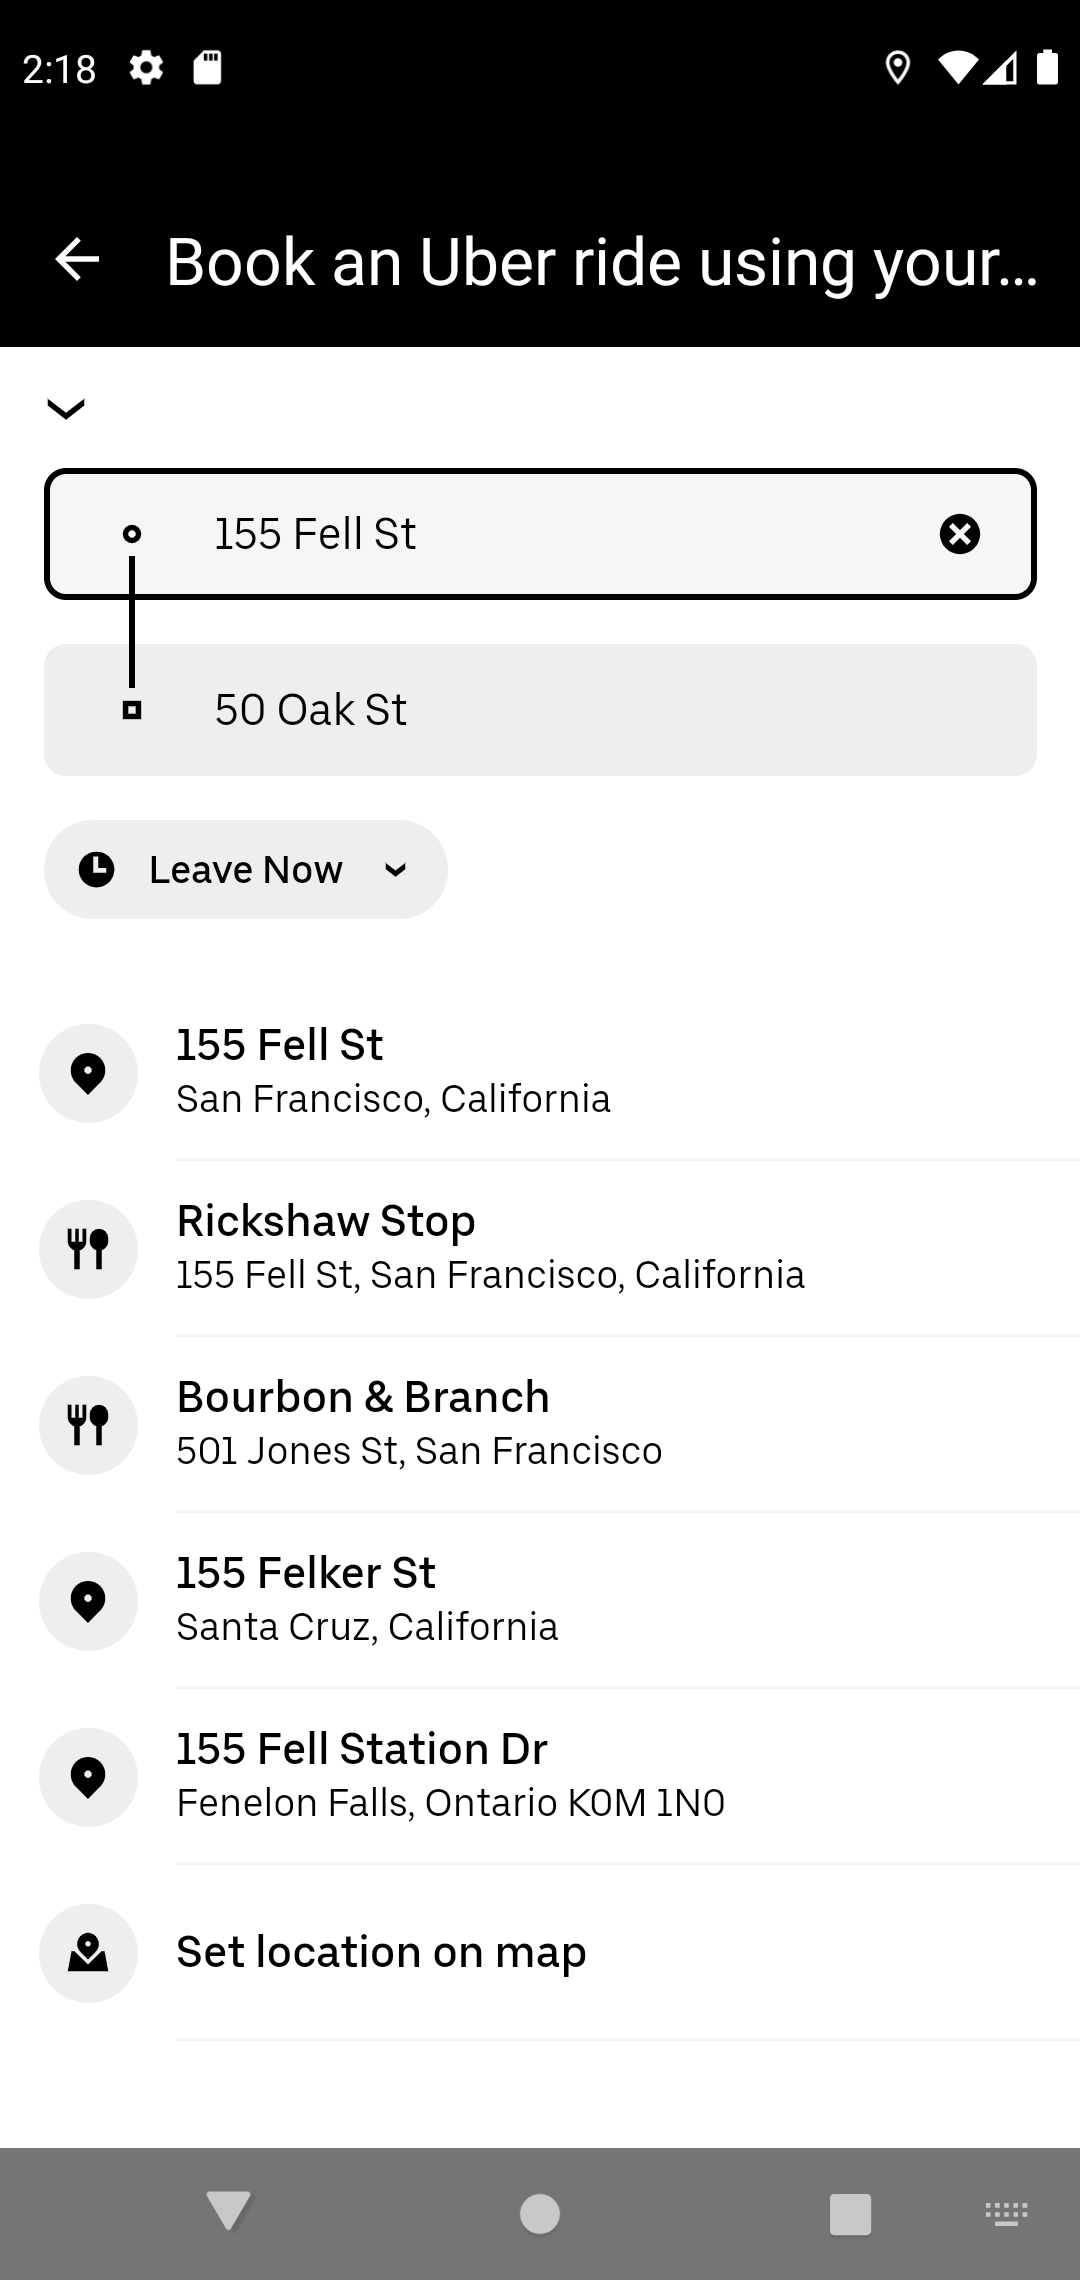 2:18
Book an Uber ride using your...
155 Fell St
50 Oak St
Leave Now
155 Fell St
San Francisco, California
Rickshaw Stop
155 Fell St, San Francisco, California
Bourbon & Branch
501 Jones St, San Francisco
155 Felker St
Santa Cruz, California
155 Fell Station Dr
Fenelon Falls, Ontario K0M 1N0
Set location on map